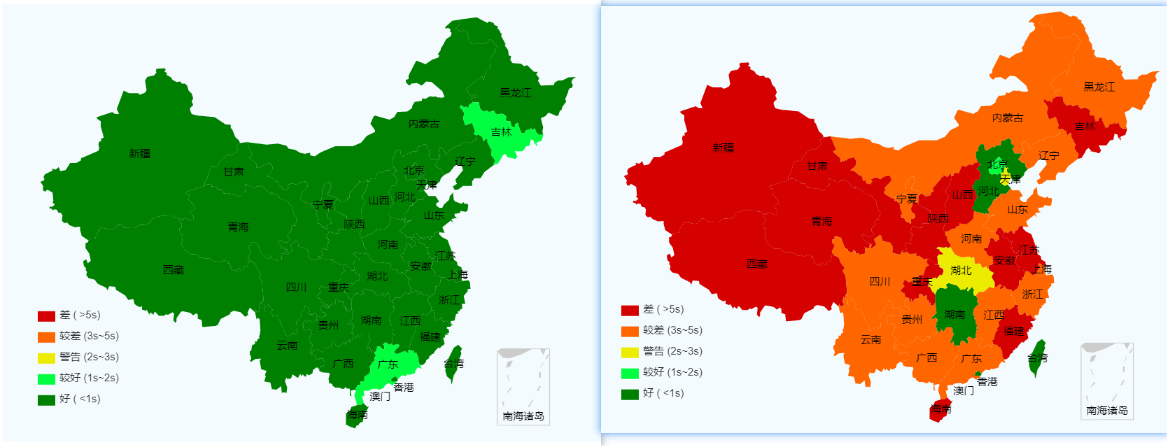 黑龙江
内蒙古
吉林
新疆
辽宁
甘肃
北京
天津
河北
山西
宁夏
山东
青海
陕西
河南
江苏
西藏
安徽
上海
湖北
四川
重庆
浙江
湖南
江西
贵州
福建
云南
广西
广东
台湾
香港
澳门
海南
南海诸岛
差 ( >5s)
较差 (3s~5s)
警告 (2s~3s)
较好 (1s~2s)
好 ( <1s)
黑龙江
内蒙古
吉林
新疆
辽宁
甘肃
北京
天津
河北
山西
宁夏
山东
青海
陕西
河南
江苏
西藏
安徽
上海
湖北
四川
重庆
浙江
湖南
江西
贵州
福建
云南
广西
广东
台湾
香港
澳门
海南
南海诸岛
差 ( >5s)
较差 (3s~5s)
警告 (2s~3s)
较好 (1s~2s)
好 ( <1s)